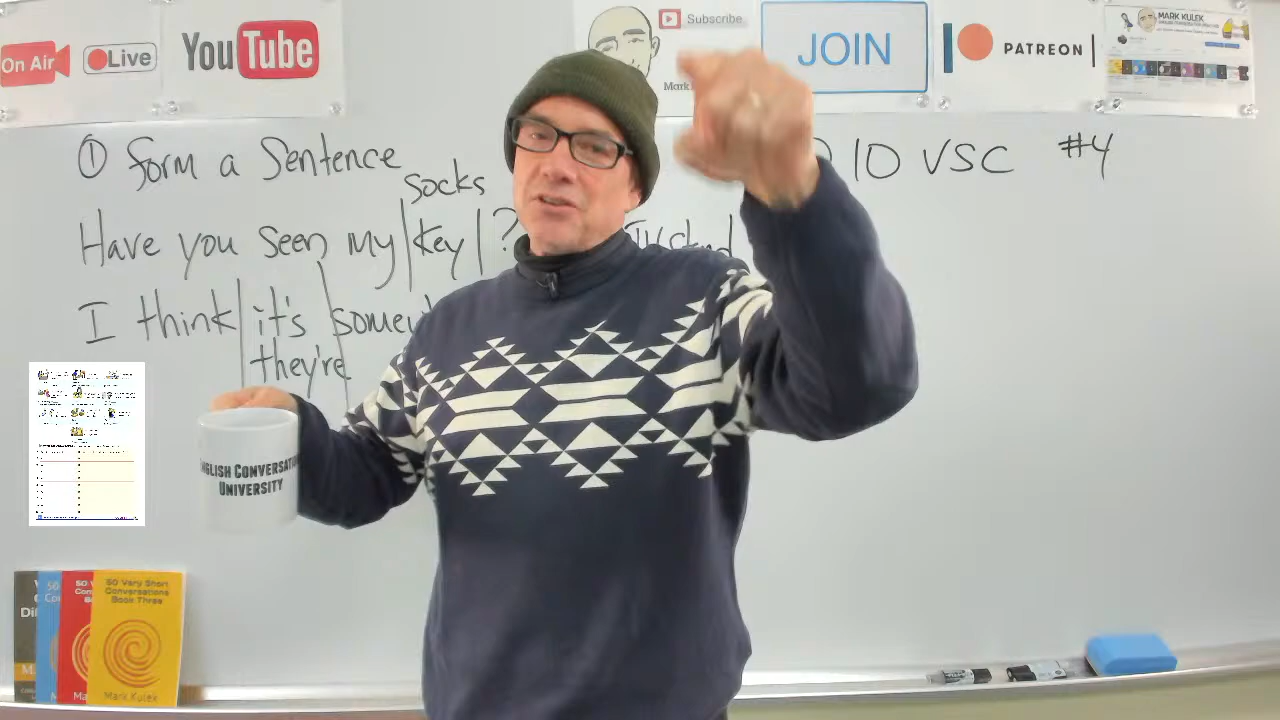 On Air
Live
YouTube
Subscribe
Mark
JOIN
PATREON
MARK KULEK
① Form a Sentence
10 VSC #4
socks
Have you seen my key ?
I think it's
they're
ENGLISH CONVERSATION
UNIVERSITY
50 Very Short
Conversations
Book Three
Mark Kulek